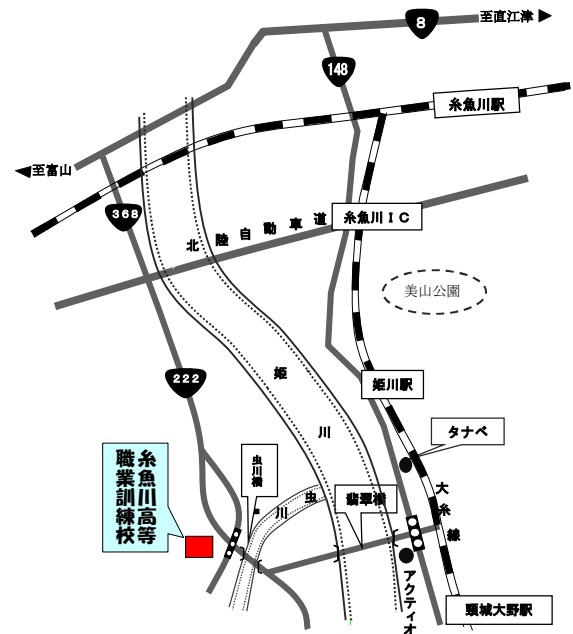 8
至直江津
148
糸魚川駅
至富山
368
糸魚川IC
北陸自動車道
美山公園
姫川駅
222
姫川
タナベ
糸魚川高等
職業訓練校
虫川橋
虫川
翡翠橋
大糸線
アクティオ
頸城大野駅